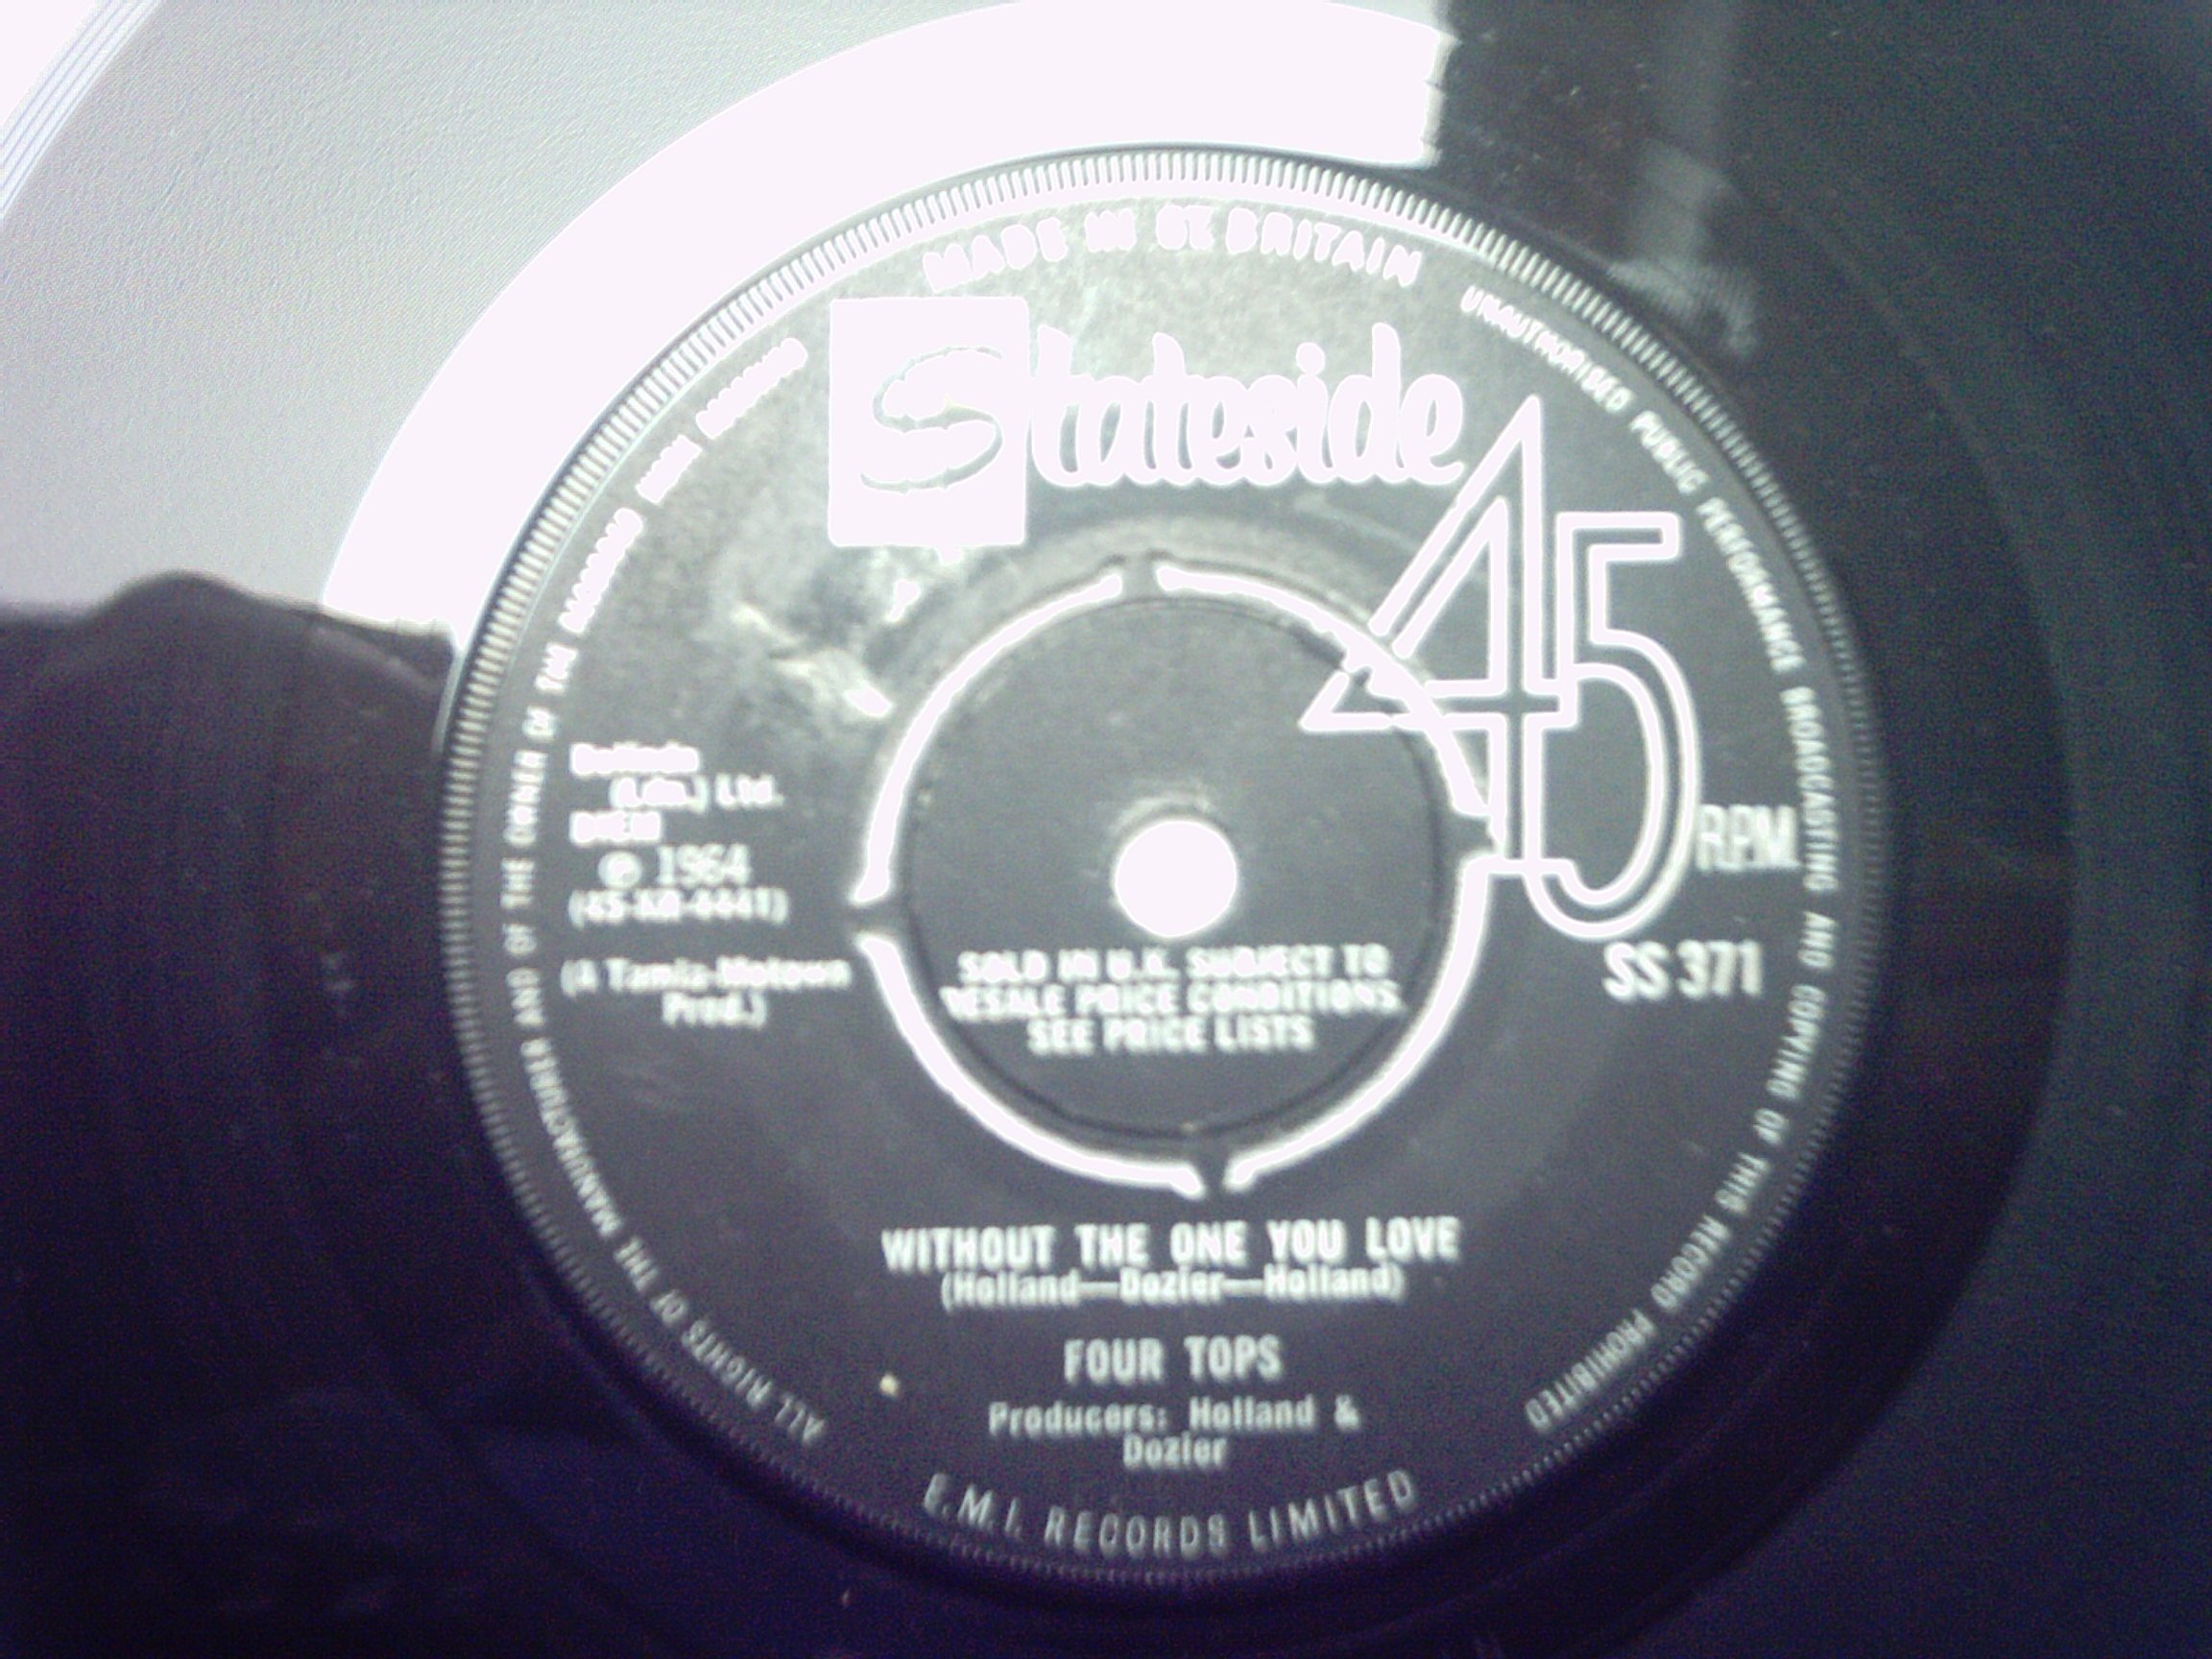 MADE IN GT. BRITAIN
Stateside
45
RPM
SS 371
Ltd.
℗ 1964
(A Tamla-Motown
Prod.)
SOLD IN U.K. SUBJECT TO
RESALE PRICE CONDITIONS.
SEE PRICE LISTS
WITHOUT THE ONE YOU LOVE
(Holland—Dozier—Holland)
FOUR TOPS
Producers: Holland &
Dozier
E.M.I. RECORDS LIMITED
ALL RIGHTS OF THE MANUFACTURER AND OF THE OWNER OF THE RECORDED WORK RESERVED
UNAUTHORISED PUBLIC PERFORMANCE BROADCASTING AND COPYING OF THIS RECORD PROHIBITED